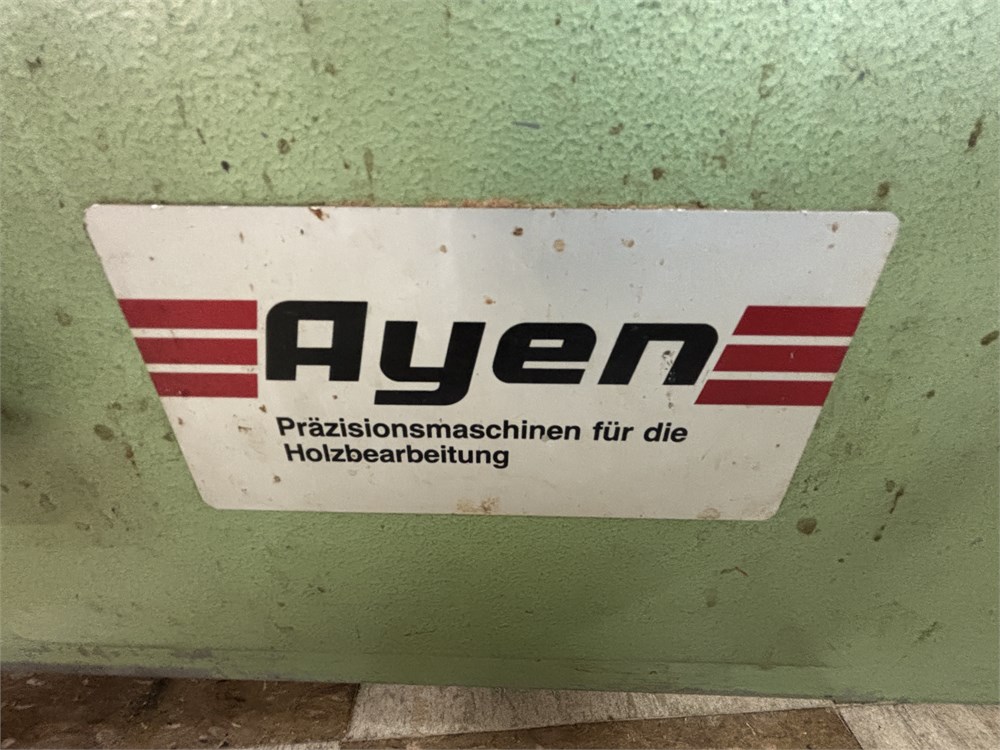 Ayen
Präzisionsmaschinen für die
Holzbearbeitung